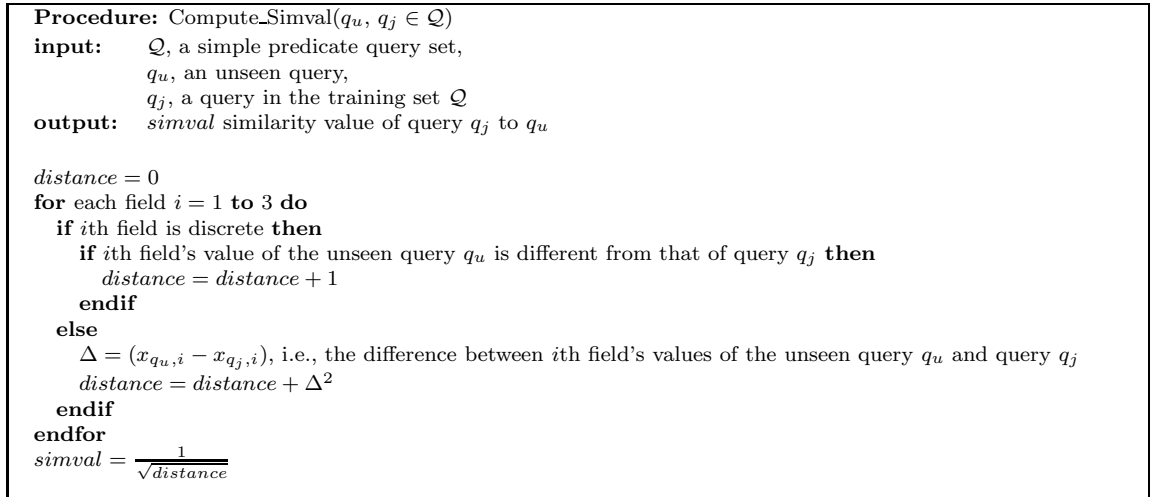 Procedure: Compute_Simval(q_u, q_j ∈ 𝒬)
input: 𝒬, a simple predicate query set,
q_u, an unseen query,
q_j, a query in the training set 𝒬
output: simval similarity value of query q_j to q_u
distance = 0
for each field i = 1 to 3 do
if ith field is discrete then
if ith field's value of the unseen query q_u is different from that of query q_j then
distance = distance + 1
endif
else
Δ = (x_{q_u,i} − x_{q_j,i}), i.e., the difference between ith field's values of the unseen query q_u and query q_j
distance = distance + Δ²
endif
endfor
simval = 1/√distance